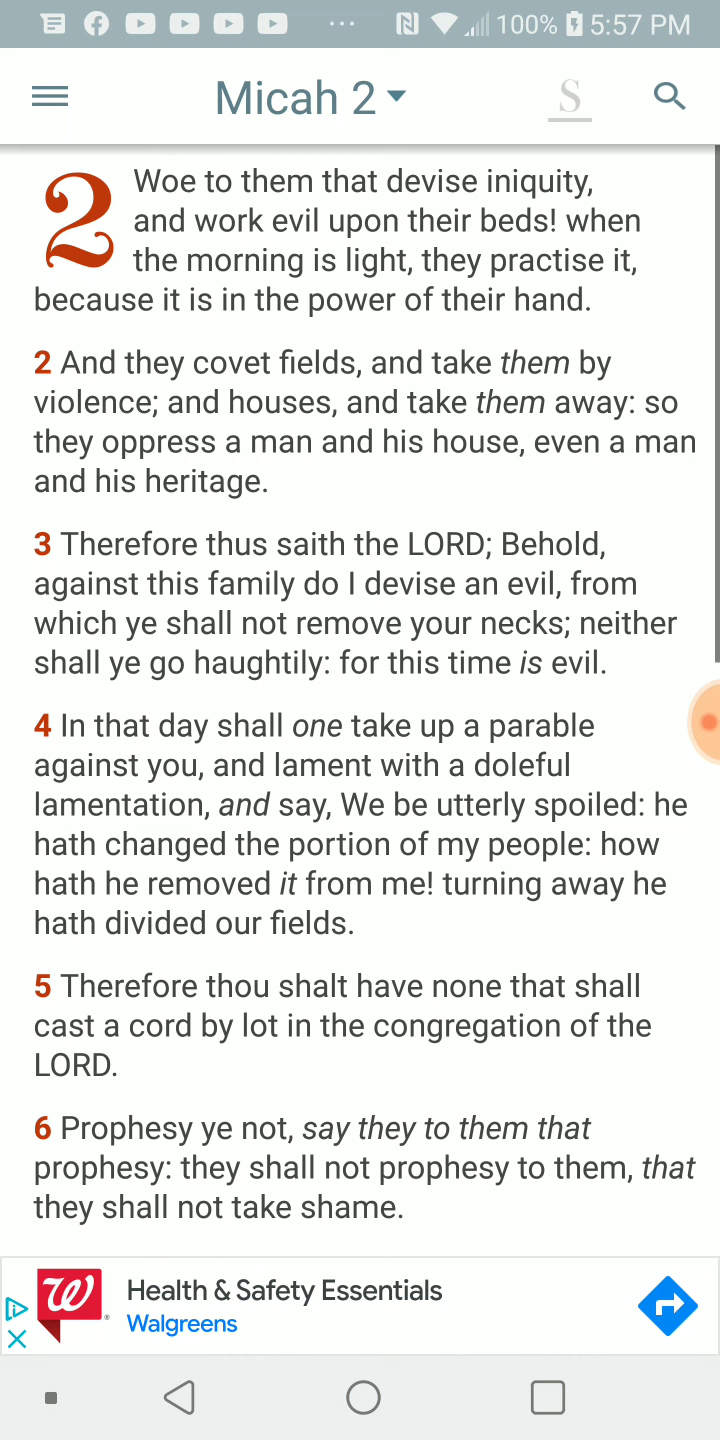 100% 5:57 PM
Micah 2
S
2 Woe to them that devise iniquity,
and work evil upon their beds! when
the morning is light, they practise it,
because it is in the power of their hand.
2 And they covet fields, and take them by
violence; and houses, and take them away: so
they oppress a man and his house, even a man
and his heritage.
3 Therefore thus saith the LORD; Behold,
against this family do I devise an evil, from
which ye shall not remove your necks; neither
shall ye go haughtily: for this time is evil.
4 In that day shall one take up a parable
against you, and lament with a doleful
lamentation, and say, We be utterly spoiled: he
hath changed the portion of my people: how
hath he removed it from me! turning away he
hath divided our fields.
5 Therefore thou shalt have none that shall
cast a cord by lot in the congregation of the
LORD.
6 Prophesy ye not, say they to them that
prophesy: they shall not prophesy to them, that
they shall not take shame.
W
Health & Safety Essentials
Walgreens